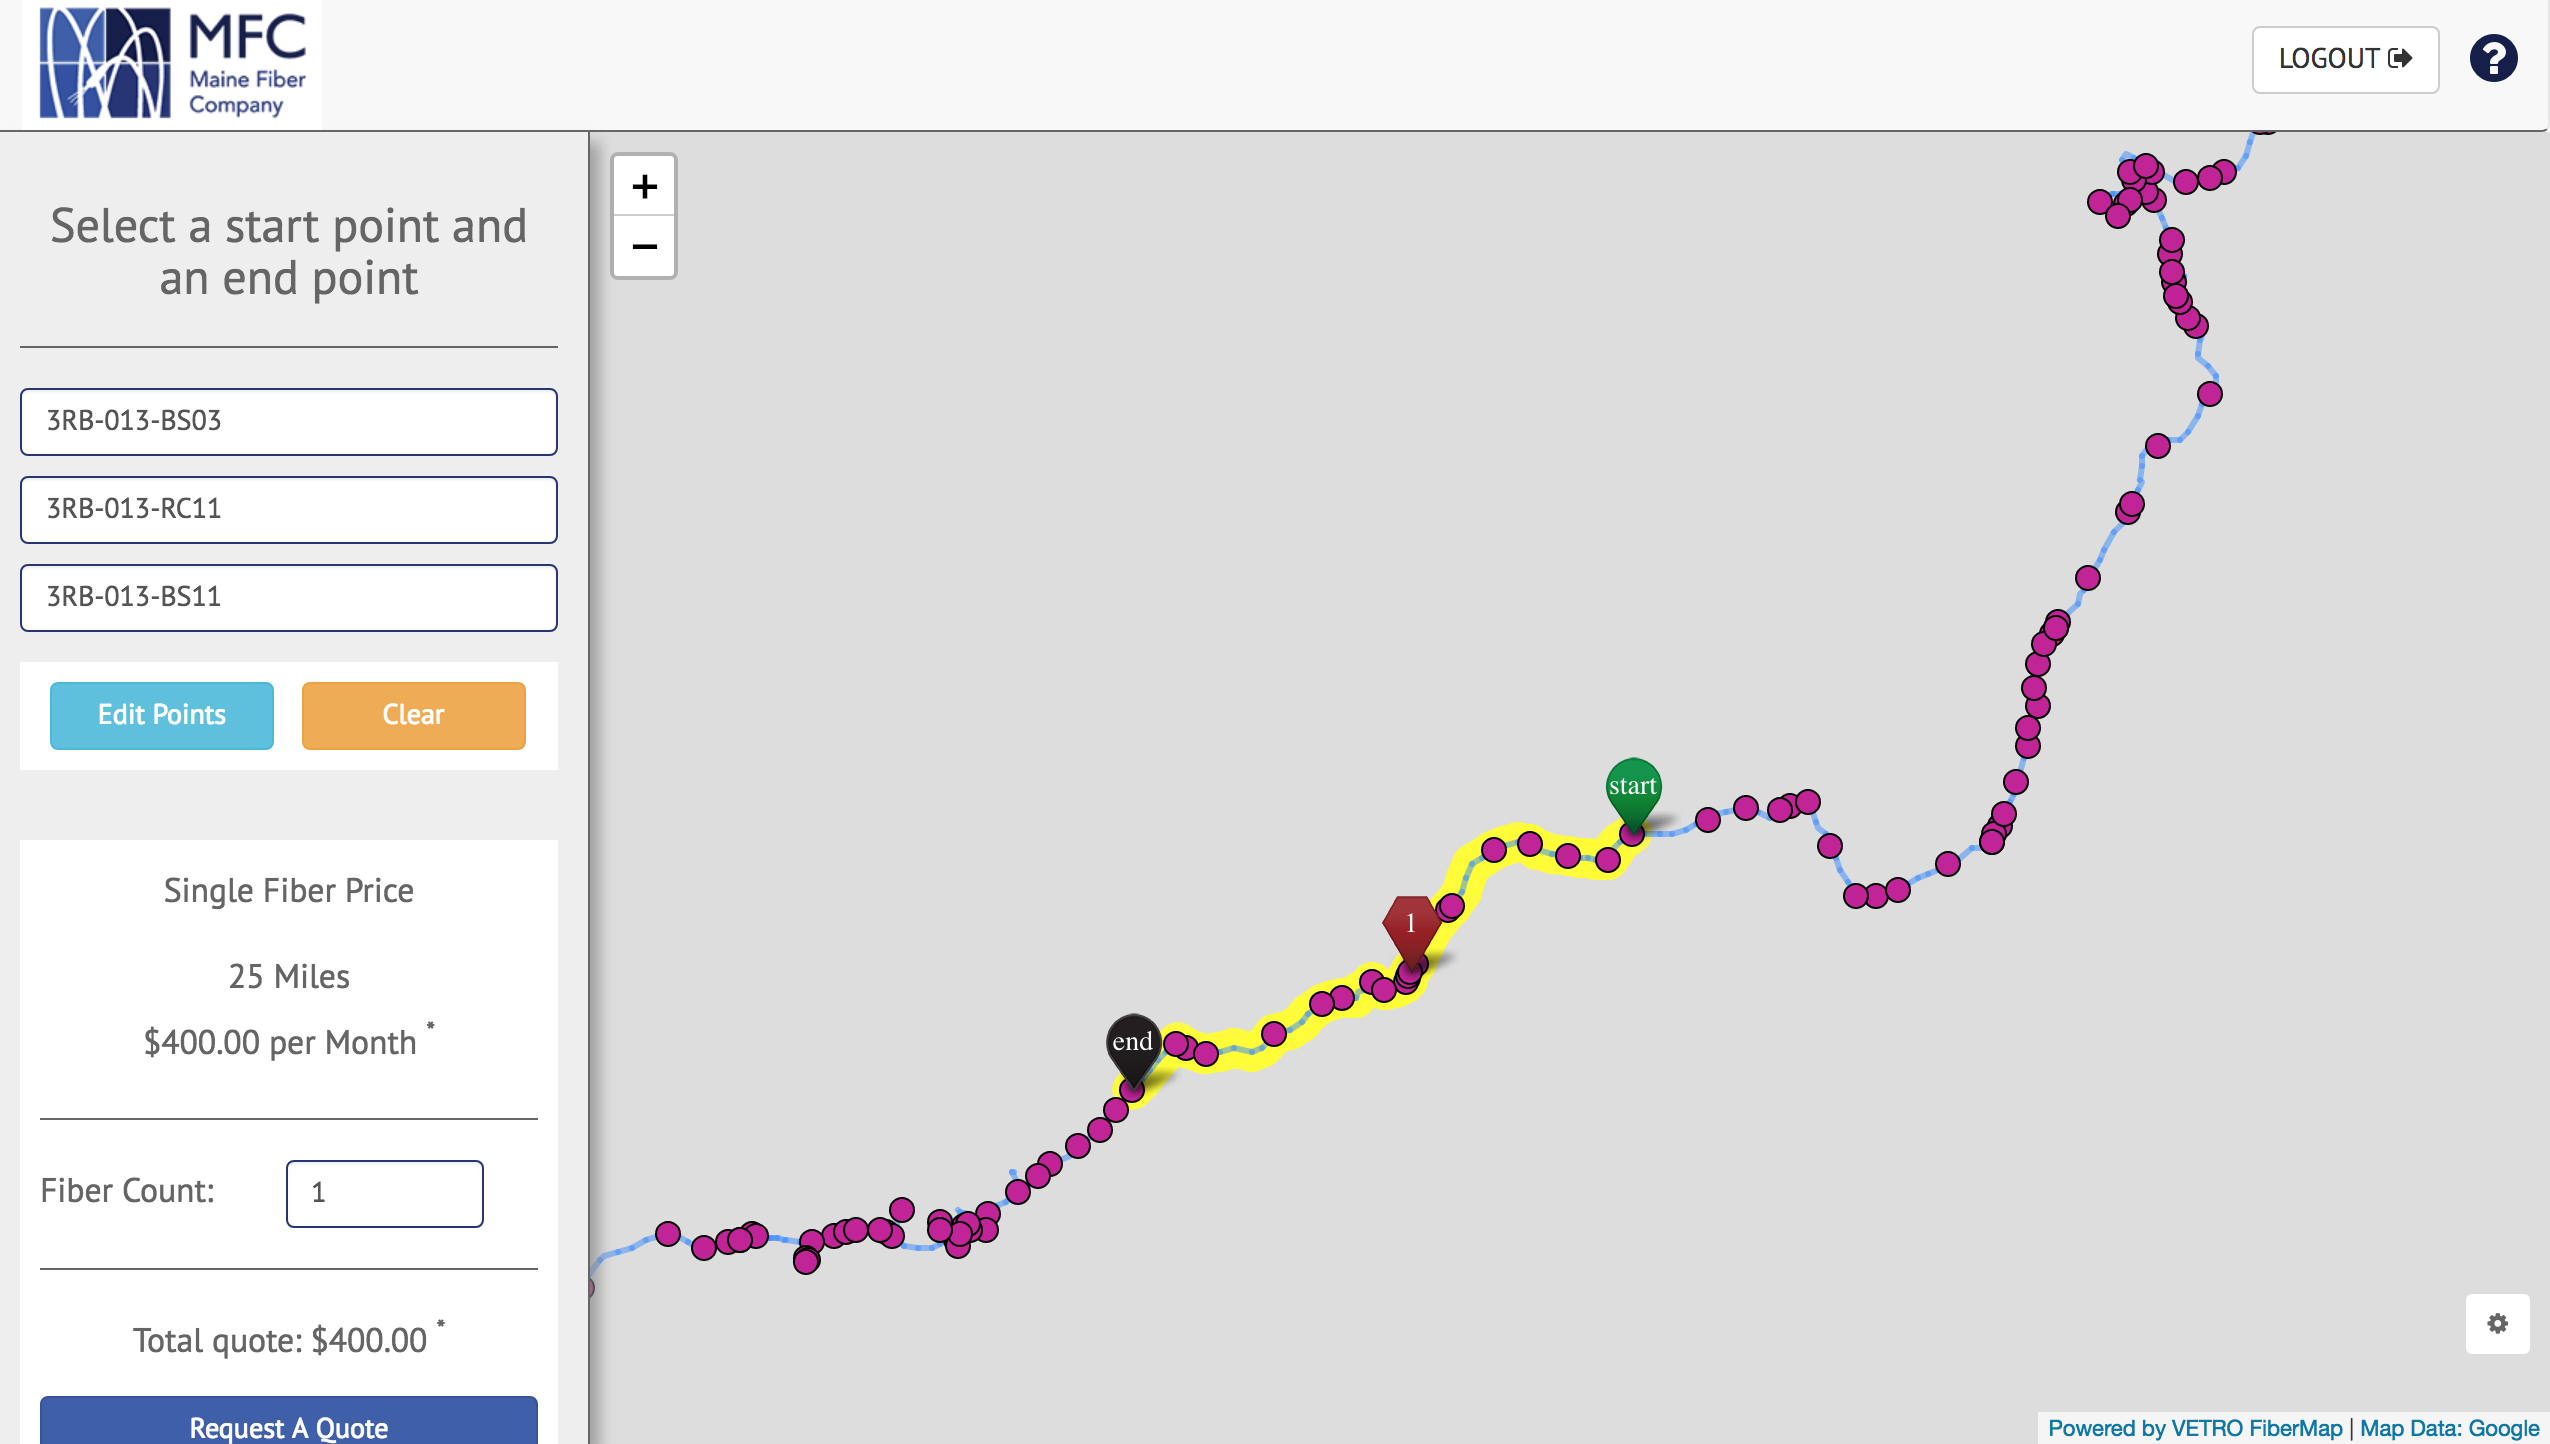 MFC
Maine Fiber
Company
LOGOUT
?
Select a start point and
an end point
3RB-013-BS03
3RB-013-RC11
3RB-013-BS11
Edit Points
Clear
Single Fiber Price
25 Miles
$400.00 per Month *
Fiber Count:
1
Total quote: $400.00 *
Request A Quote
+
−
start
1
end
Powered by VETRO FiberMap | Map Data: Google